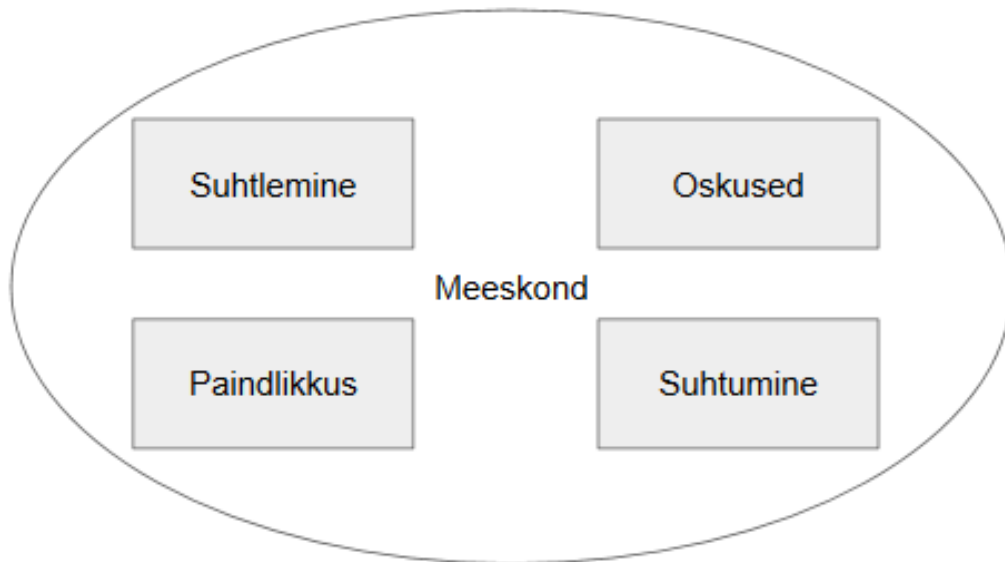 Suhtlemine
Oskused
Meeskond
Paindlikkus
Suhtumine